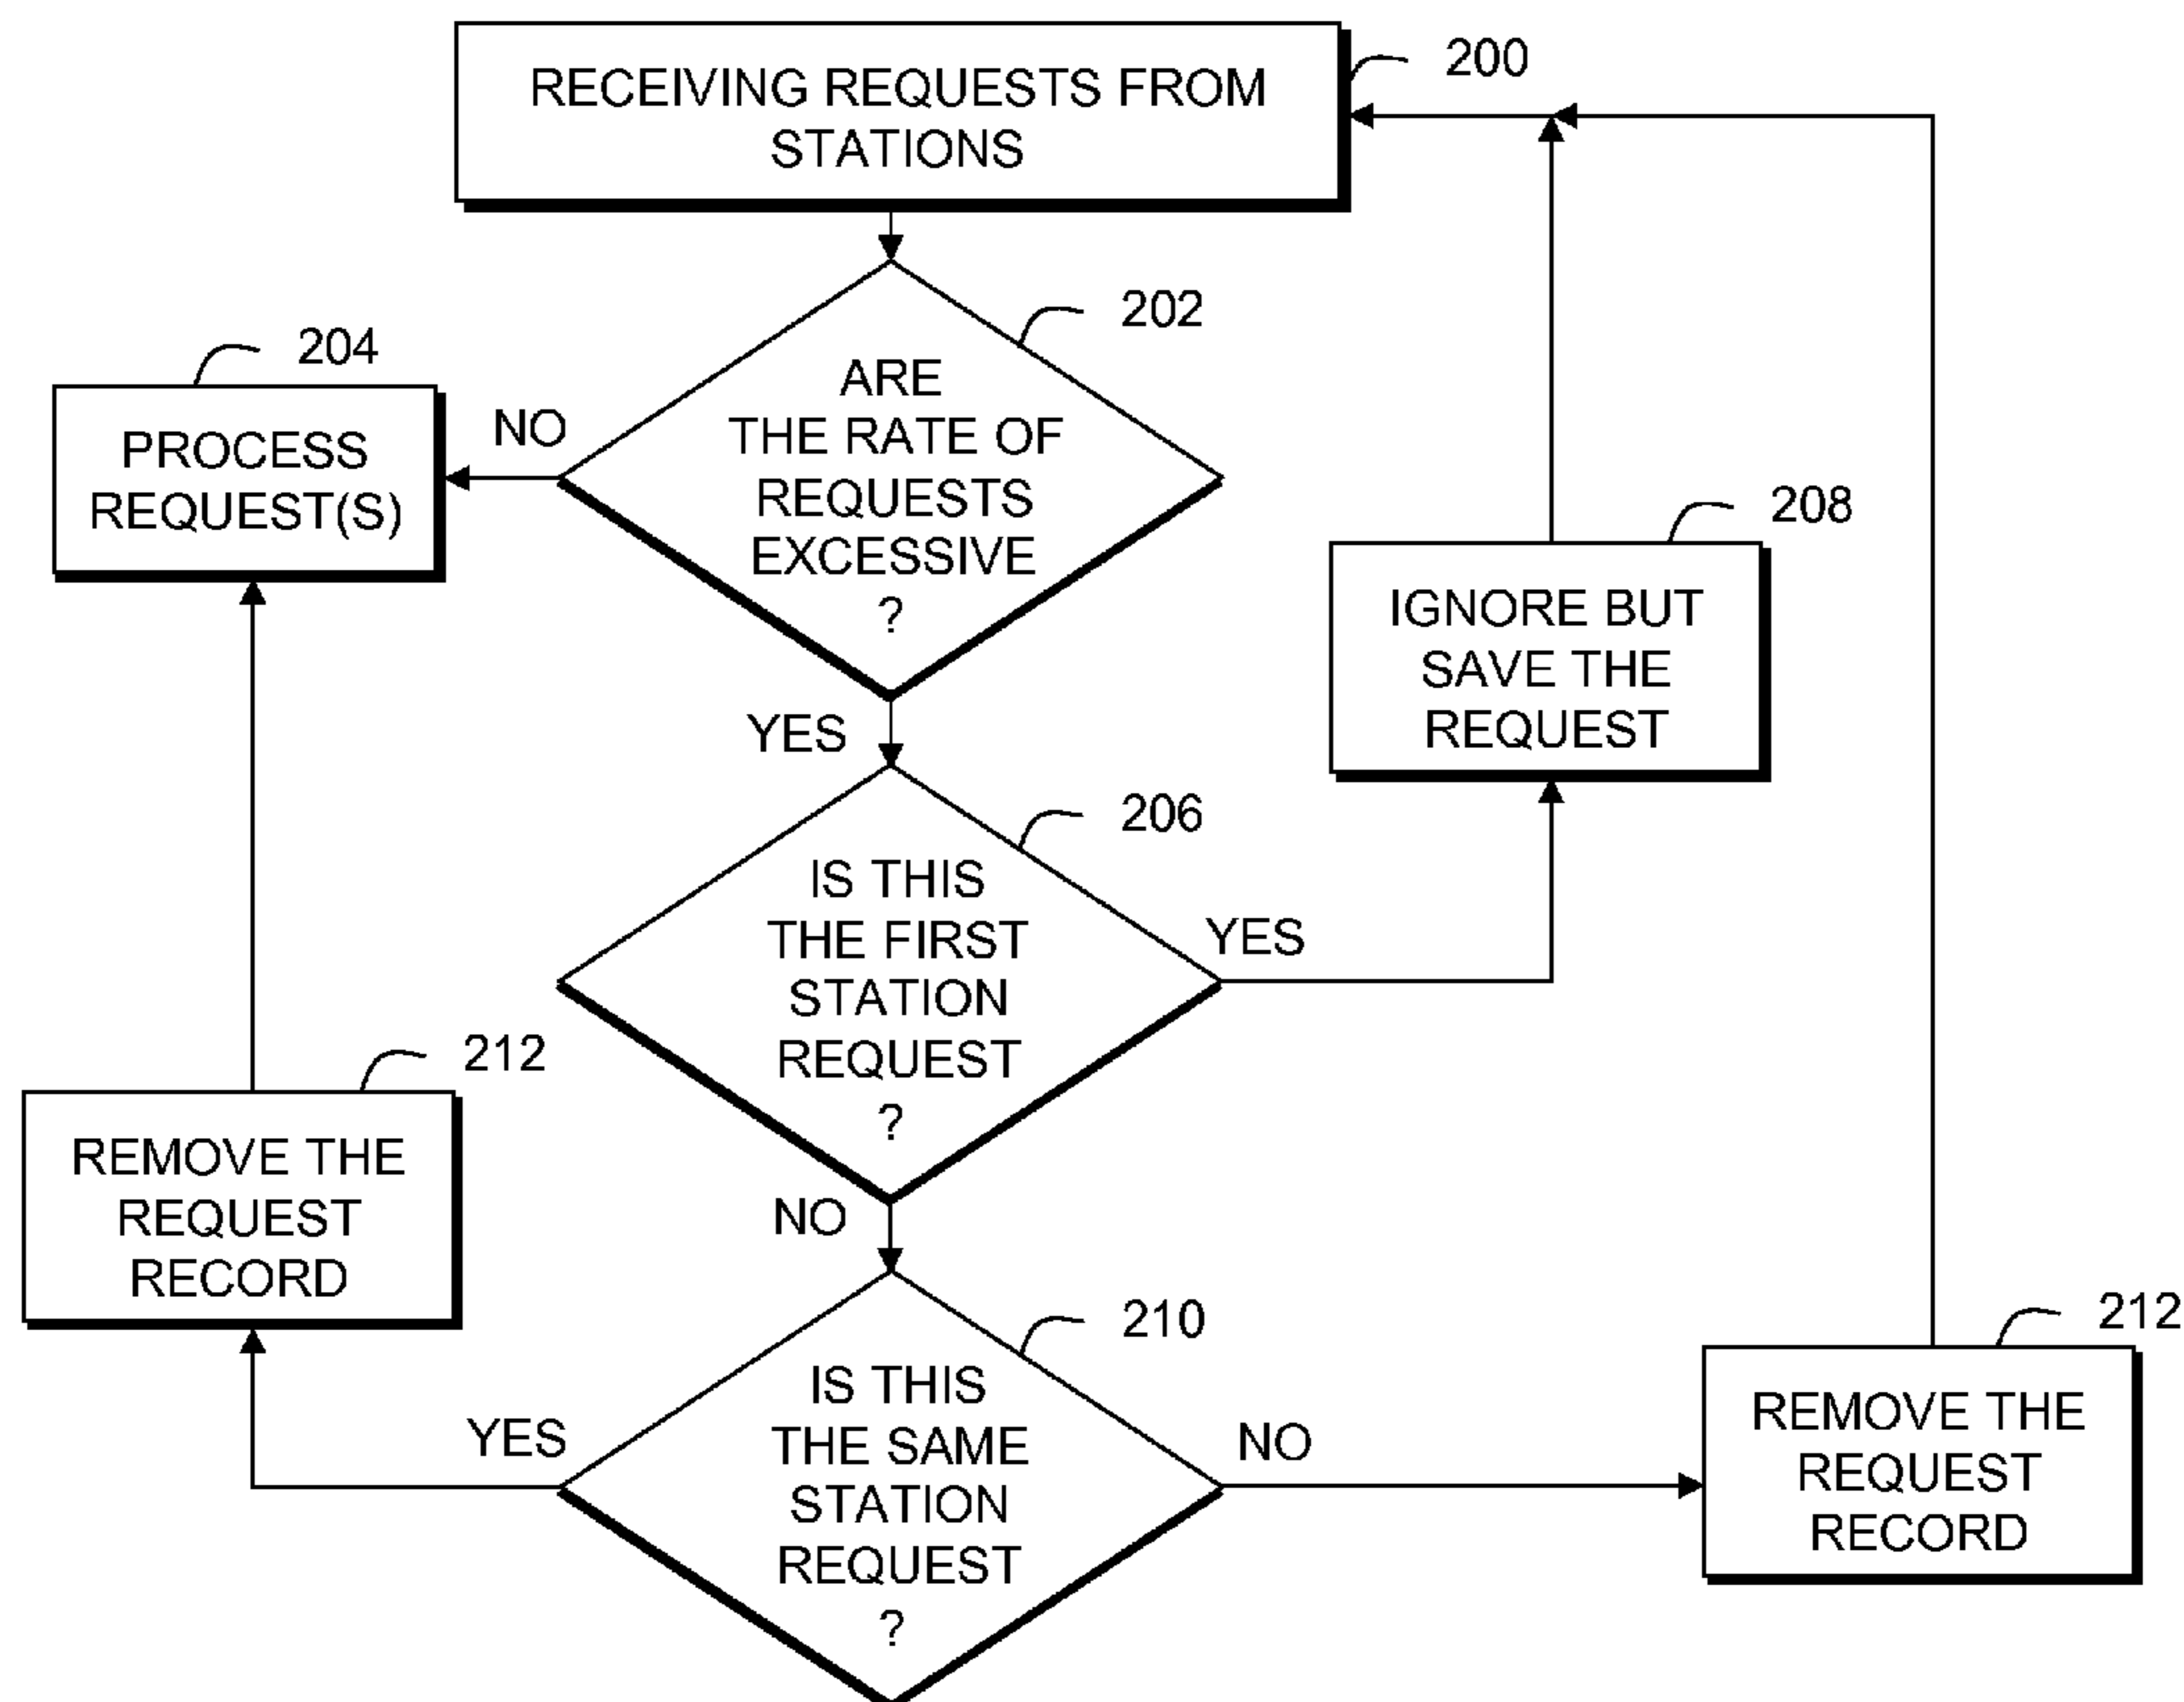 RECEIVING REQUESTS FROM
STATIONS
200
202
ARE
THE RATE OF
REQUESTS
EXCESSIVE
?
204
PROCESS
REQUEST(S)
NO
YES
208
IGNORE BUT
SAVE THE
REQUEST
206
IS THIS
THE FIRST
STATION
REQUEST
?
YES
NO
212
REMOVE THE
REQUEST
RECORD
210
IS THIS
THE SAME
STATION
REQUEST
?
YES
NO
212
REMOVE THE
REQUEST
RECORD